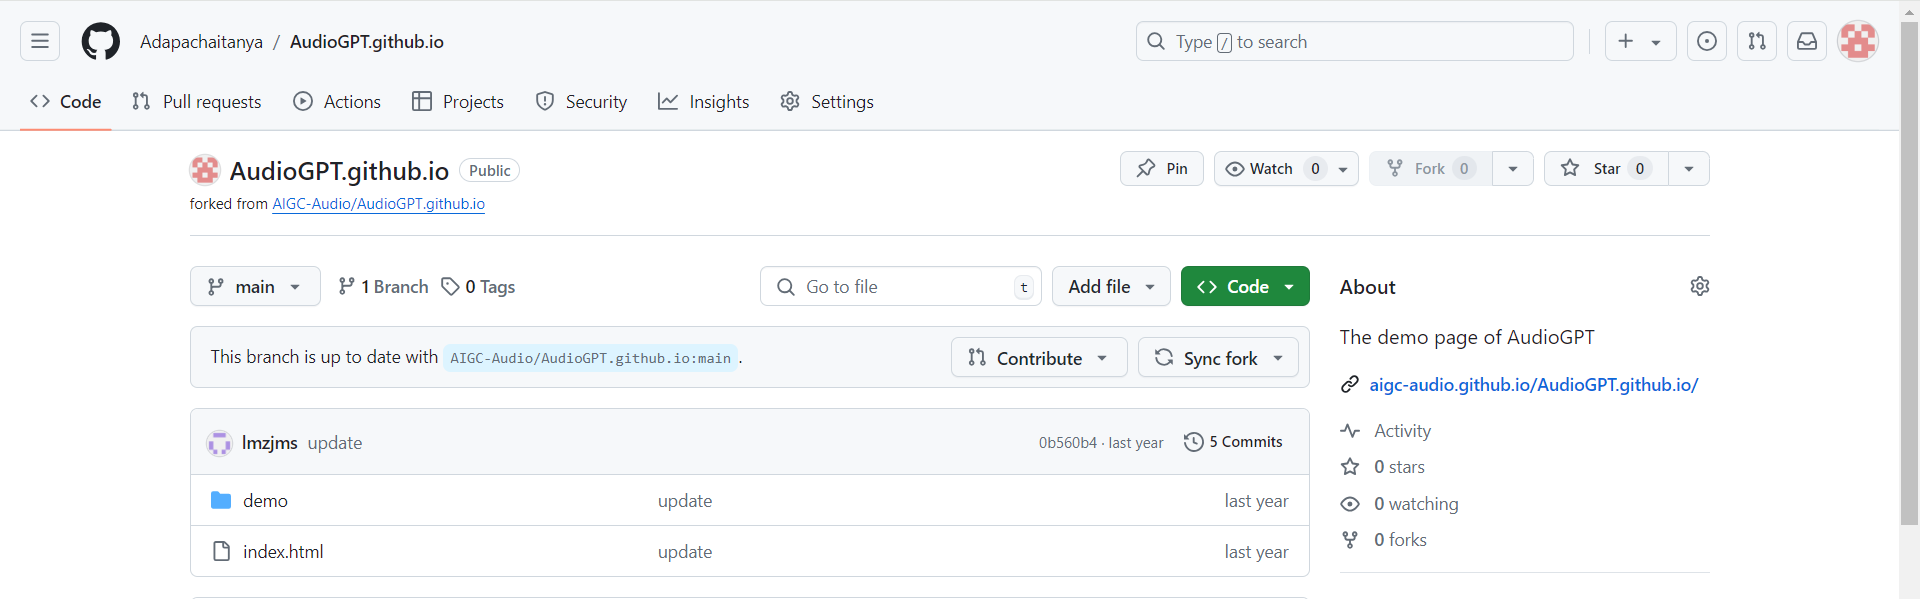 Adapachaitanya / AudioGPT.github.io
Type / to search
Code Pull requests Actions Projects Security Insights Settings
AudioGPT.github.io Public
forked from AIGC-Audio/AudioGPT.github.io
Pin Watch 0 Fork 0 Star 0
main 1 Branch 0 Tags
Go to file t
Add file Code
This branch is up to date with AIGC-Audio/AudioGPT.github.io:main .
Contribute Sync fork
lmzjms update 0b560b4 · last year 5 Commits
demo update last year
index.html update last year
About
The demo page of AudioGPT
aigc-audio.github.io/AudioGPT.github.io/
Activity
0 stars
0 watching
0 forks